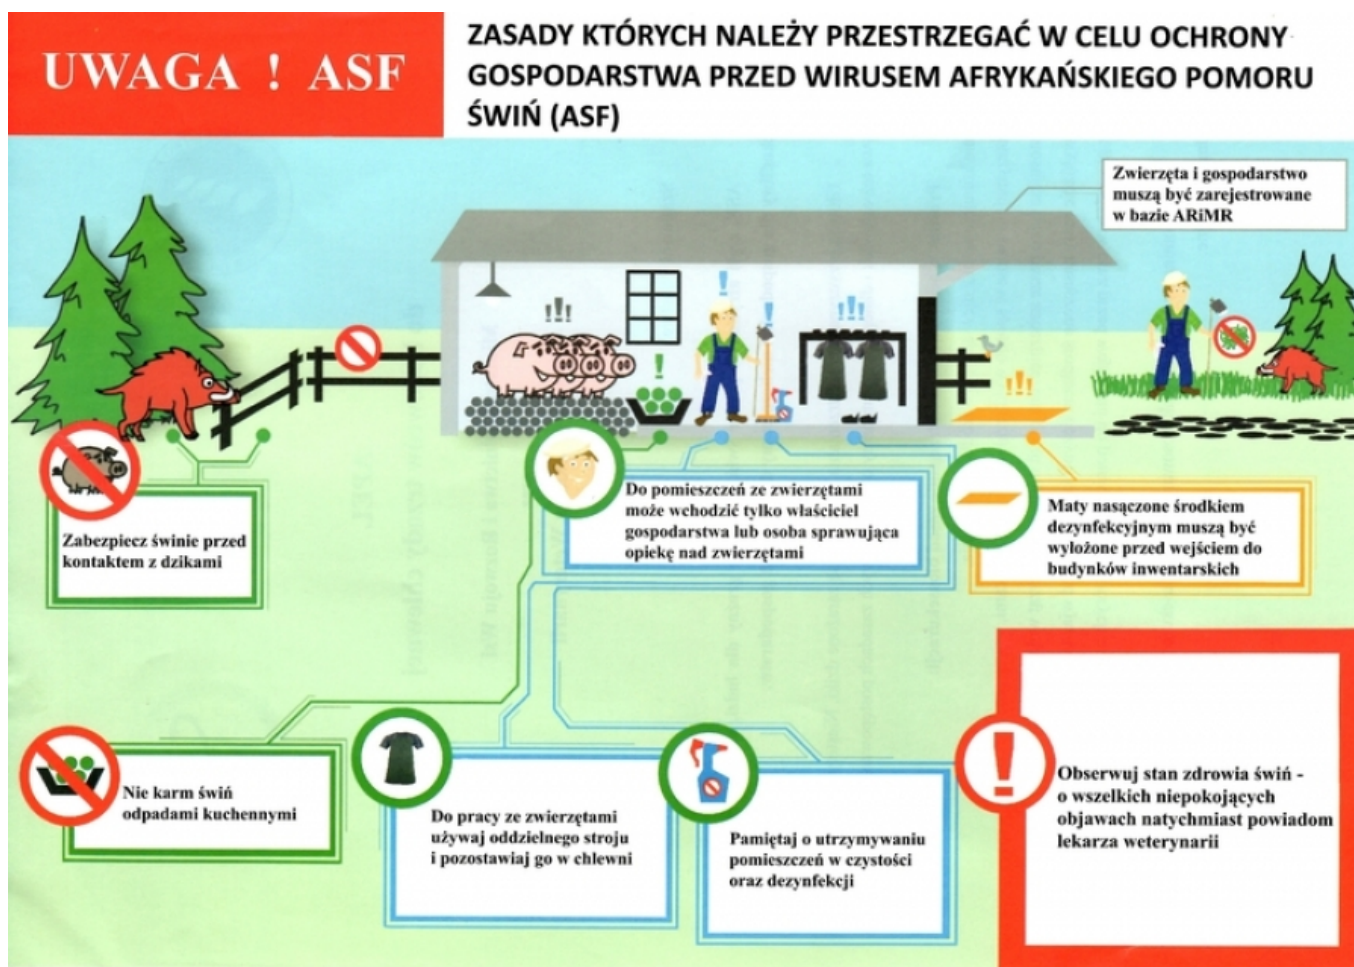 UWAGA ! ASF
ZASADY KTÓRYCH NALEŻY PRZESTRZEGAĆ W CELU OCHRONY
GOSPODARSTWA PRZED WIRUSEM AFRYKAŃSKIEGO POMORU
ŚWIŃ (ASF)
Zwierzęta i gospodarstwo
muszą być zarejestrowane
w bazie ARiMR
Zabezpiecz świnie przed
kontaktem z dzikami
Do pomieszczeń ze zwierzętami
może wchodzić tylko właściciel
gospodarstwa lub osoba sprawująca
opiekę nad zwierzętami
Maty nasączone środkiem
dezynfekcyjnym muszą być
wyłożone przed wejściem do
budynków inwentarskich
Nie karm świń
odpadami kuchennymi
Do pracy ze zwierzętami
używaj oddzielnego stroju
i pozostawiaj go w chlewni
Pamiętaj o utrzymywaniu
pomieszczeń w czystości
oraz dezynfekcji
Obserwuj stan zdrowia świń -
o wszelkich niepokojących
objawach natychmiast powiadom
lekarza weterynarii